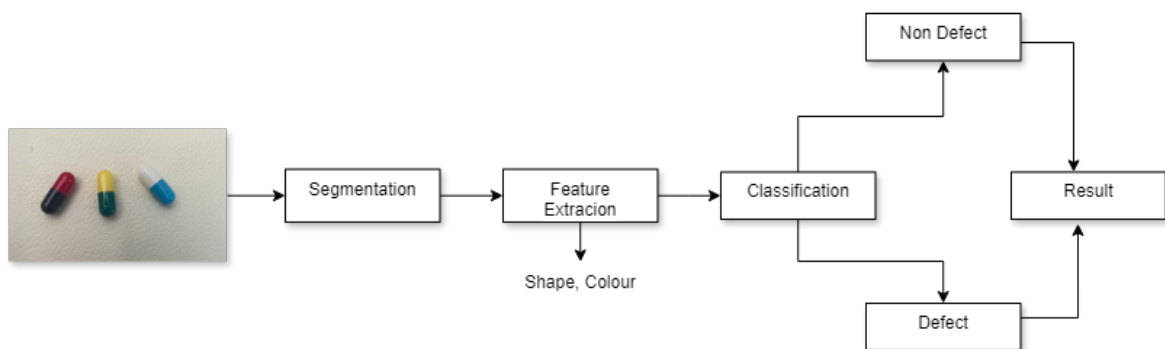 Non Defect
Segmentation
Feature
Extracion
Classification
Result
Shape, Colour
Defect